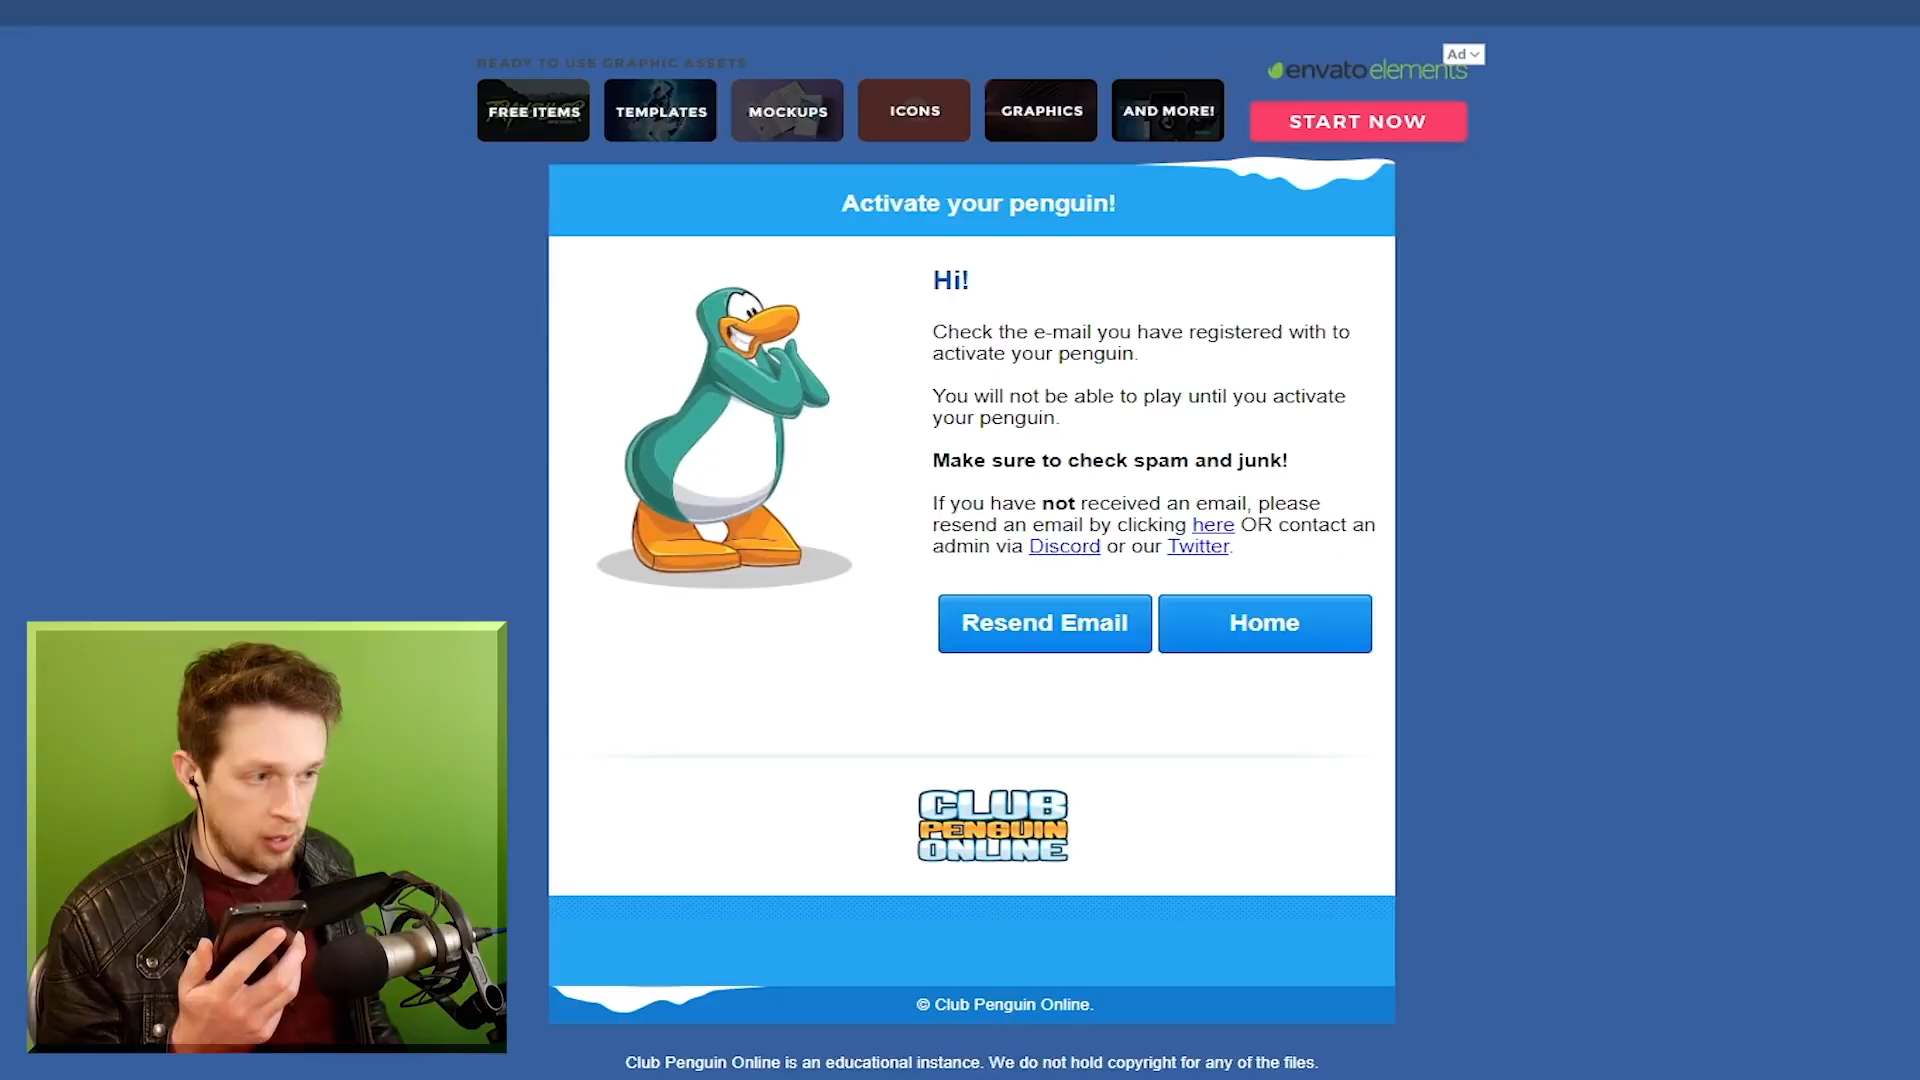 READY TO USE GRAPHIC ASSETS
Ad
envato elements
FREE ITEMS
TEMPLATES
MOCKUPS
ICONS
GRAPHICS
AND MORE!
START NOW
Activate your penguin!
Hi!
Check the e-mail you have registered with to
activate your penguin.
You will not be able to play until you activate
your penguin.
Make sure to check spam and junk!
If you have not received an email, please
resend an email by clicking here OR contact an
admin via Discord or our Twitter.
Resend Email
Home
CLUB
PENGUIN
ONLINE
© Club Penguin Online.
Club Penguin Online is an educational instance. We do not hold copyright for any of the files.